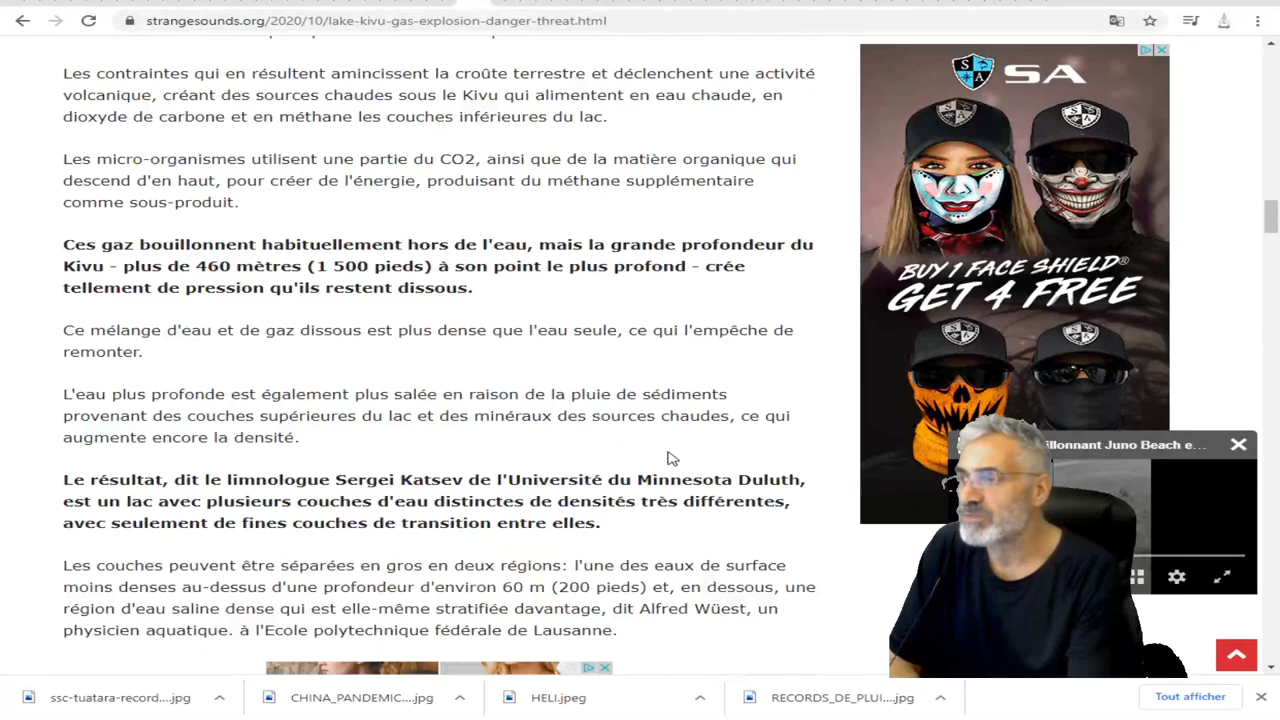 strangesounds.org/2020/10/lake-kivu-gas-explosion-danger-threat.html
Les contraintes qui en résultent amincissent la croûte terrestre et déclenchent une activité
volcanique, créant des sources chaudes sous le Kivu qui alimentent en eau chaude, en
dioxyde de carbone et en méthane les couches inférieures du lac.
Les micro-organismes utilisent une partie du CO2, ainsi que de la matière organique qui
descend d'en haut, pour créer de l'énergie, produisant du méthane supplémentaire
comme sous-produit.
Ces gaz bouillonnent habituellement hors de l'eau, mais la grande profondeur du
Kivu - plus de 460 mètres (1 500 pieds) à son point le plus profond - crée
tellement de pression qu'ils restent dissous.
Ce mélange d'eau et de gaz dissous est plus dense que l'eau seule, ce qui l'empêche de
remonter.
L'eau plus profonde est également plus salée en raison de la pluie de sédiments
provenant des couches supérieures du lac et des minéraux des sources chaudes, ce qui
augmente encore la densité.
Le résultat, dit le limnologue Sergei Katsev de l'Université du Minnesota Duluth,
est un lac avec plusieurs couches d'eau distinctes de densités très différentes,
avec seulement de fines couches de transition entre elles.
Les couches peuvent être séparées en gros en deux régions: l'une des eaux de surface
moins denses au-dessus d'une profondeur d'environ 60 m (200 pieds) et, en dessous, une
région d'eau saline dense qui est elle-même stratifiée davantage, dit Alfred Wüest, un
physicien aquatique. à l'Ecole polytechnique fédérale de Lausanne.
S A
SA
BUY 1 FACE SHIELD®
GET 4 FREE
illonnant Juno Beach e...
ssc-tuatara-record....jpg
CHINA_PANDEMIC....jpg
HELI.jpeg
RECORDS_DE_PLUI....jpg
Tout afficher